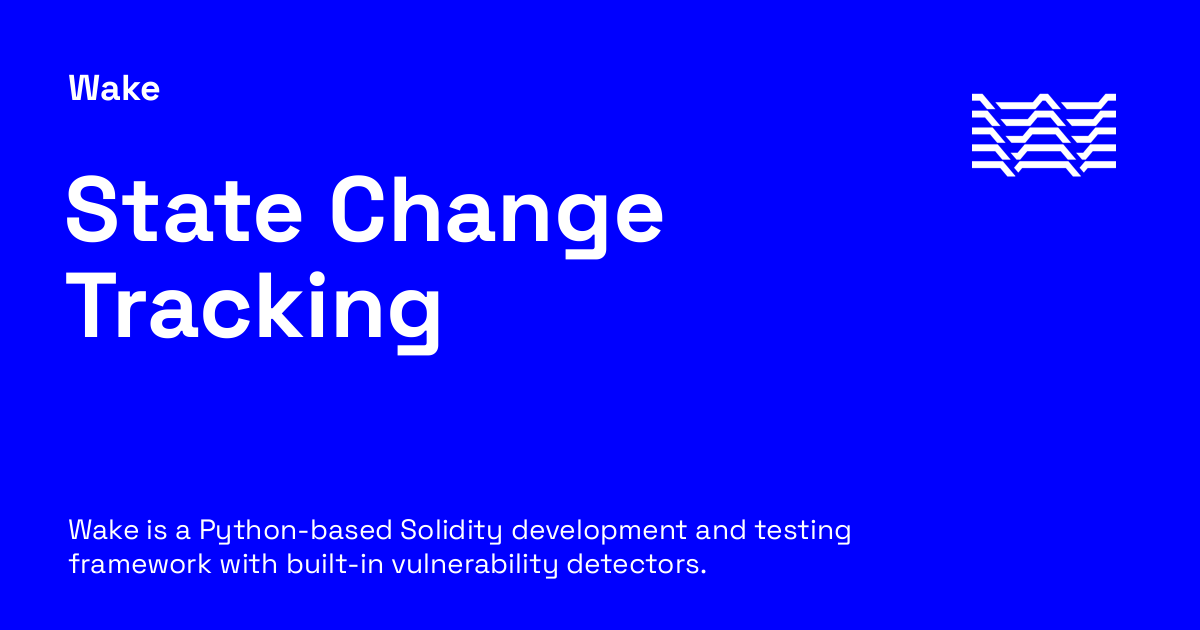 Wake
State Change
Tracking
Wake is a Python-based Solidity development and testing
framework with built-in vulnerability detectors.